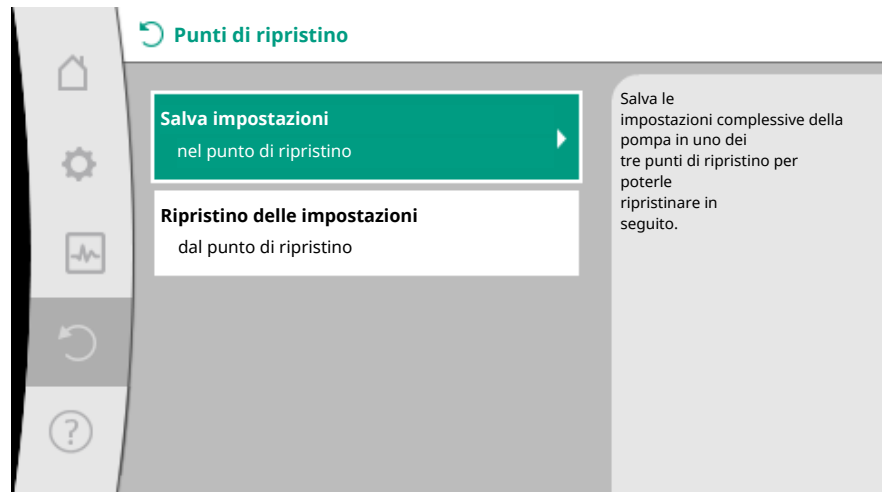 Punti di ripristino
Salva impostazioni
nel punto di ripristino
Ripristino delle impostazioni
dal punto di ripristino
Salva le
impostazioni complessive della
pompa in uno dei
tre punti di ripristino per
poterle
ripristinare in
seguito.
?